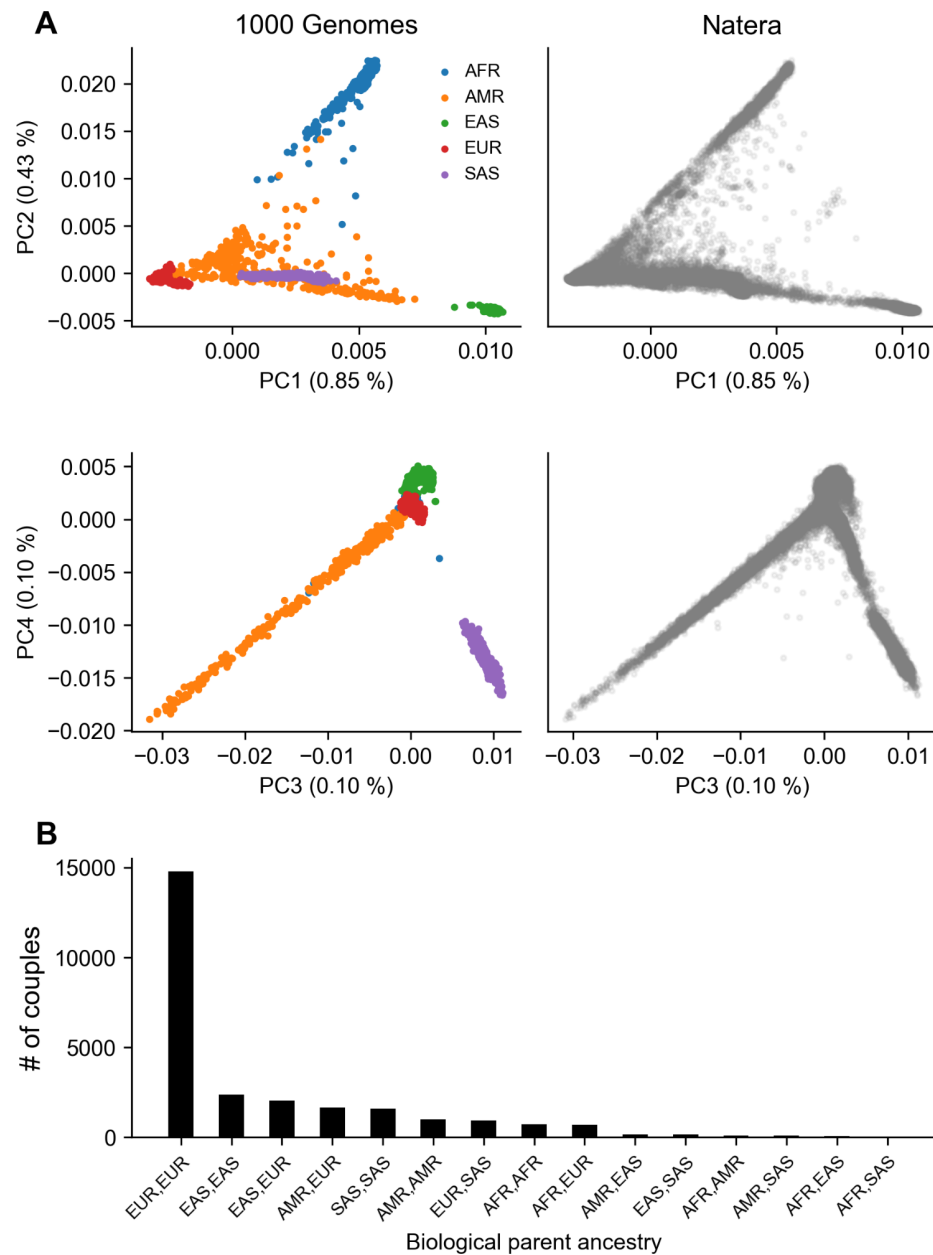 A
1000 Genomes
Natera
0.020
0.015
0.010
0.005
0.000
−0.005
PC2 (0.43 %)
AFR
AMR
EAS
EUR
SAS
0.000 0.005 0.010
PC1 (0.85 %)
0.000 0.005 0.010
PC1 (0.85 %)
0.005
0.000
−0.005
−0.010
−0.015
−0.020
PC4 (0.10 %)
−0.03 −0.02 −0.01 0.00 0.01
PC3 (0.10 %)
−0.03 −0.02 −0.01 0.00 0.01
PC3 (0.10 %)
B
15000
10000
5000
0
# of couples
EUR,EUR
EAS,EAS
EAS,EUR
AMR,EUR
SAS,SAS
AMR,AMR
EUR,SAS
AFR,AFR
AFR,EUR
AMR,EAS
EAS,SAS
AFR,AMR
AMR,SAS
AFR,EAS
AFR,SAS
Biological parent ancestry